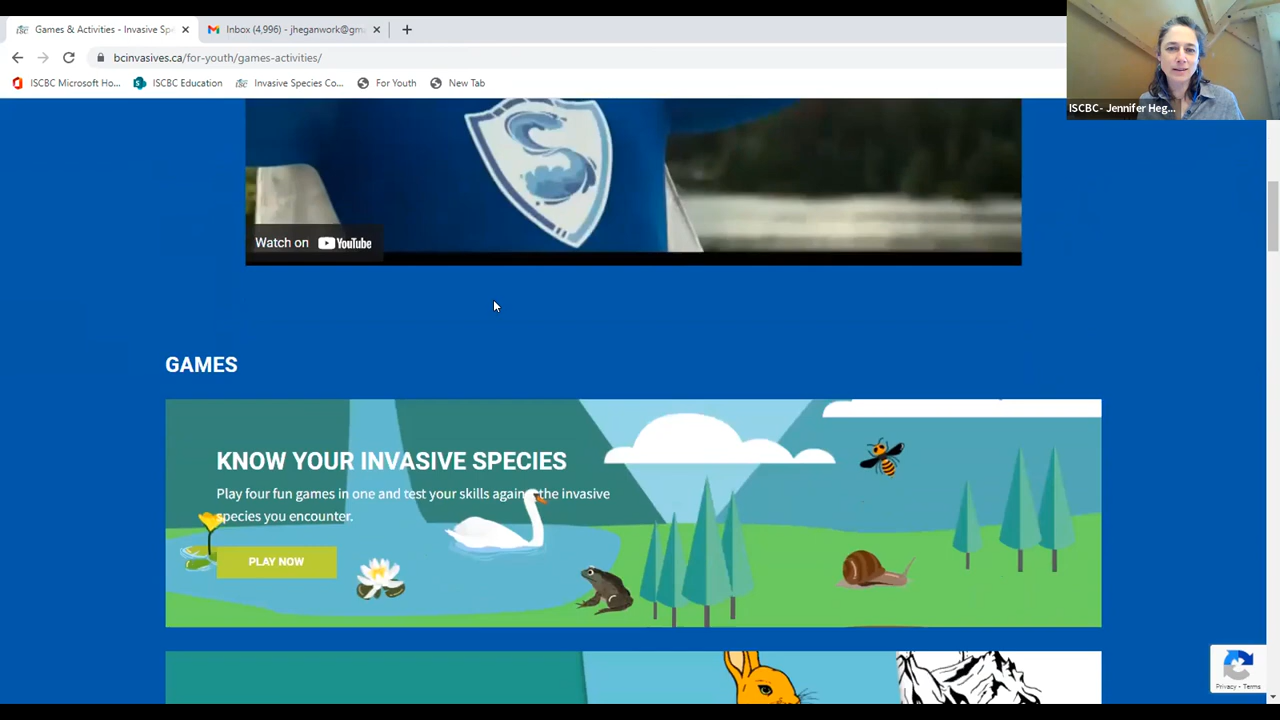 Games & Activities - Invasive Spe
Inbox (4,996) - jheganwork@gm
bcinvasives.ca/for-youth/games-activities/
ISCBC Microsoft Ho...
ISCBC Education
Invasive Species Co...
For Youth
New Tab
ISCBC- Jennifer Heg...
S
Watch on YouTube
GAMES
KNOW YOUR INVASIVE SPECIES
Play four fun games in one and test your skills against the invasive
species you encounter.
PLAY NOW
Privacy - Terms